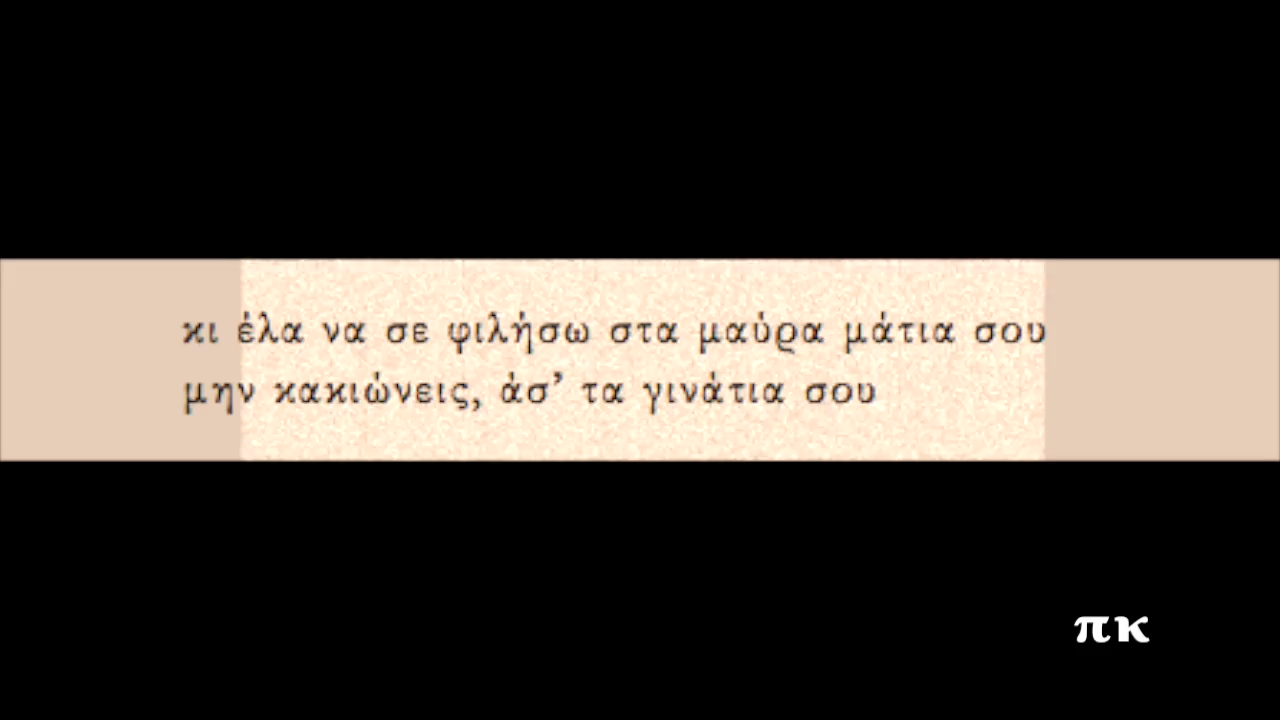 κι έλα να σε φιλήσω στα μαύρα μάτια σου
μην κακιώνεις, άσ’ τα γινάτια σου
πκ